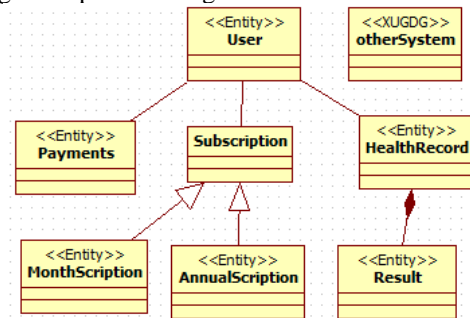 <<Entity>>
User
<<XUGDG>>
otherSystem
<<Entity>>
Payments
Subscription
<<Entity>>
HealthRecord
<<Entity>>
MonthScription
<<Entity>>
AnnualScription
<<Entity>>
Result